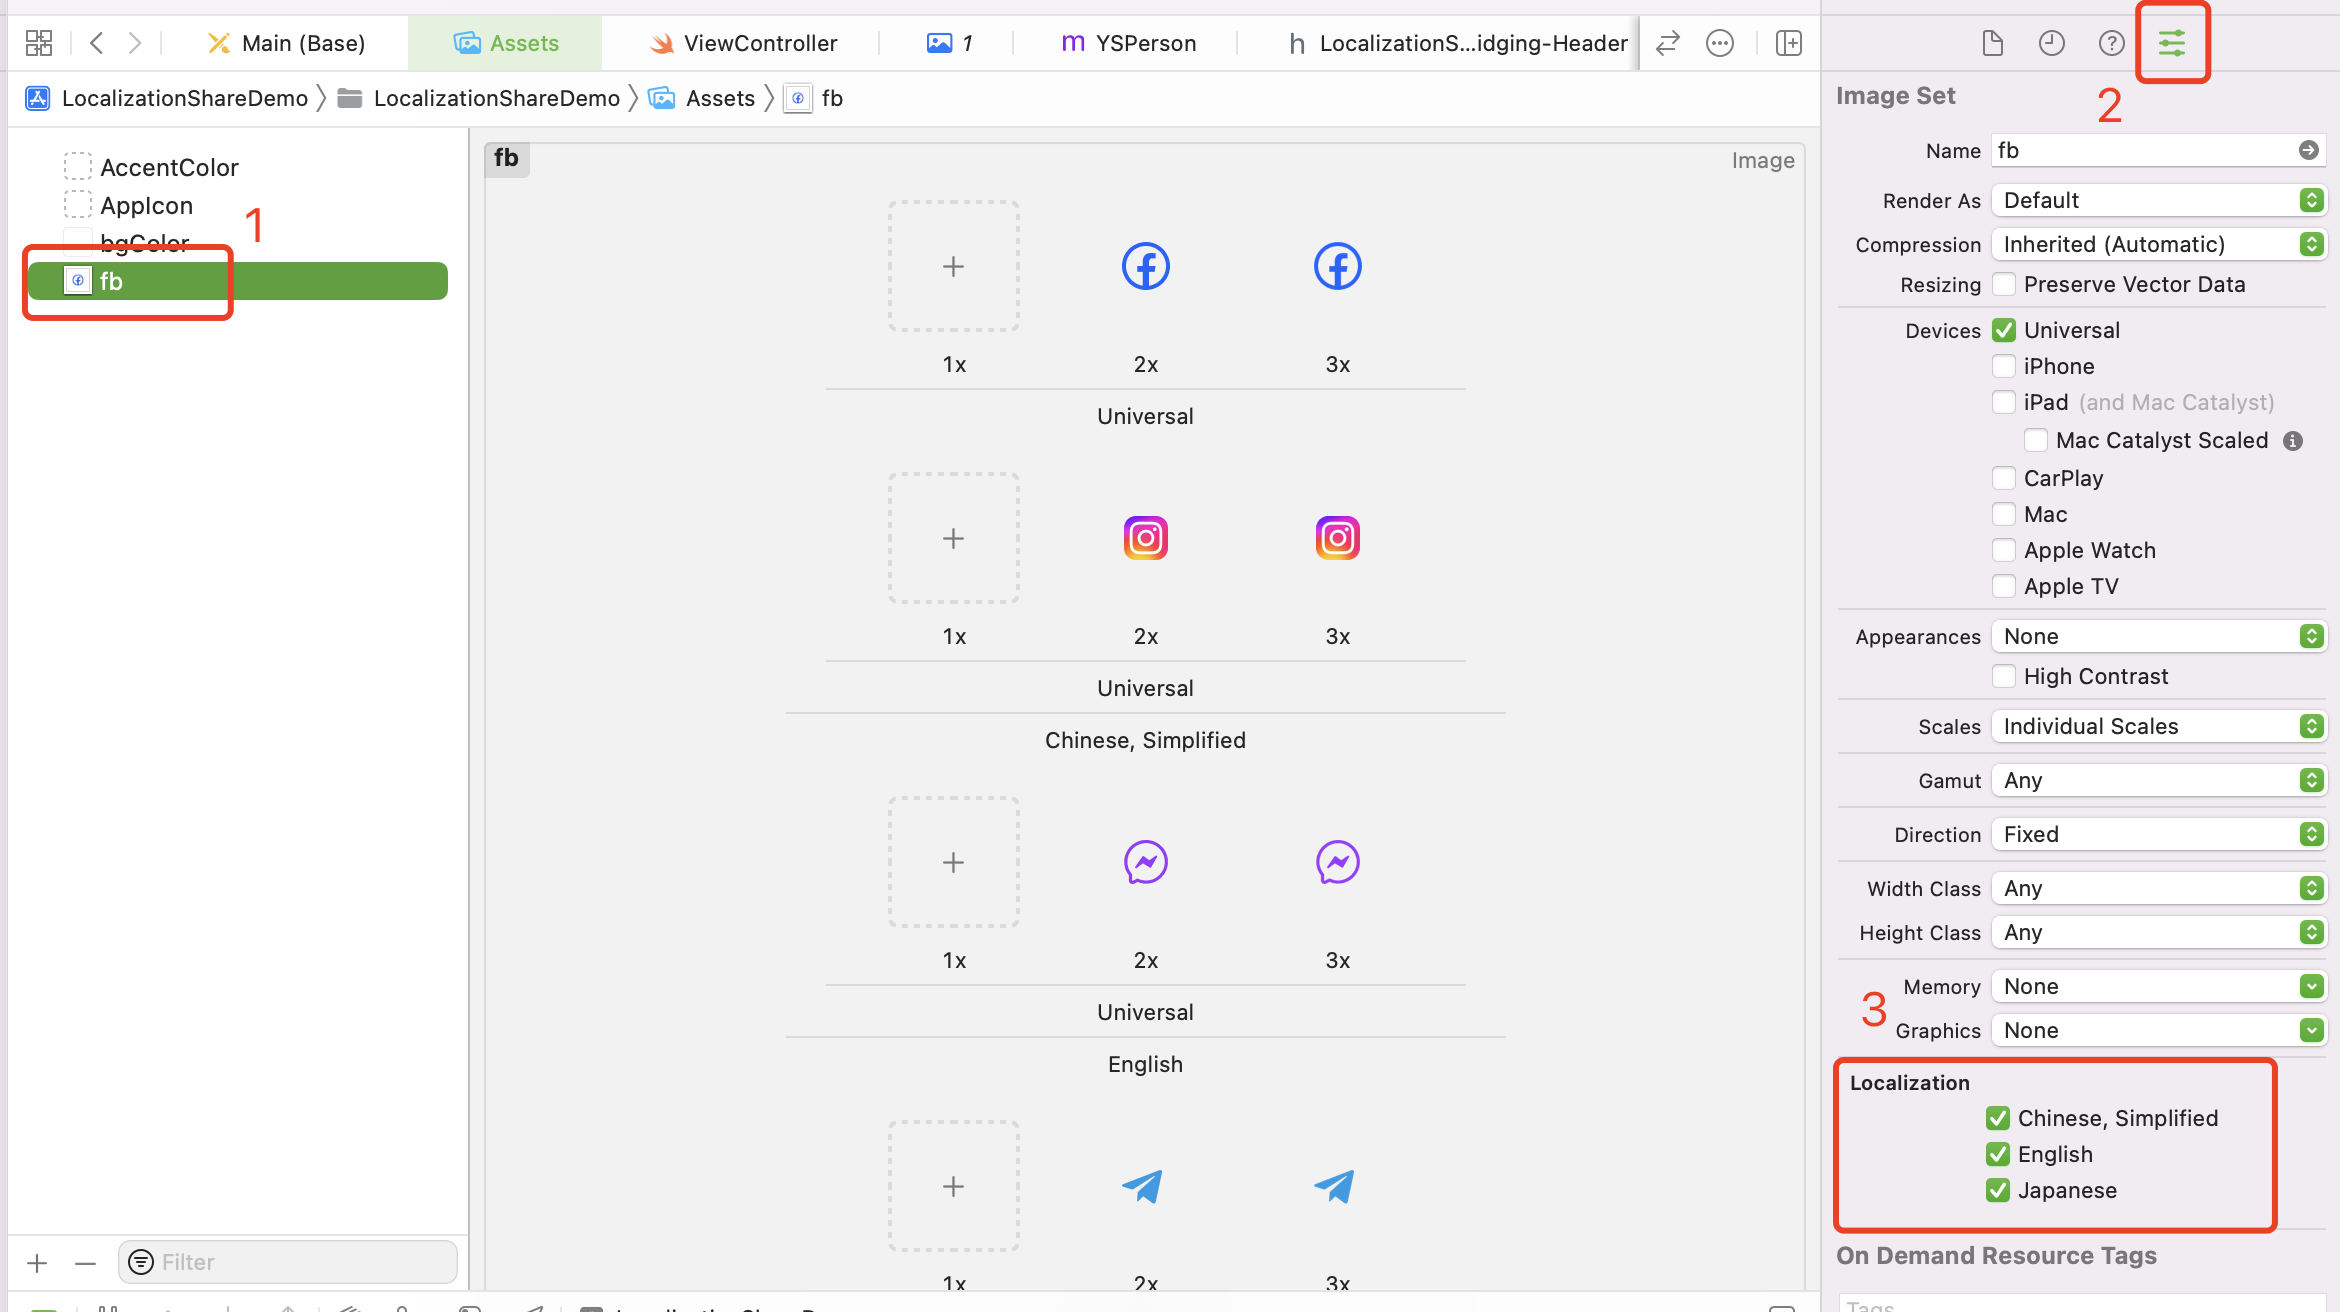 Main (Base)
Assets
ViewController
1
m YSPerson
h LocalizationS...idging-Header
LocalizationShareDemo
LocalizationShareDemo
Assets
fb
AccentColor
AppIcon
bgColor
fb
1
Filter
fb
Image
1x 2x 3x
Universal
1x 2x 3x
Universal
Chinese, Simplified
1x 2x 3x
Universal
English
1x 2x 3x
Image Set
2
Name fb
Render As Default
Compression Inherited (Automatic)
Resizing Preserve Vector Data
Devices Universal
iPhone
iPad (and Mac Catalyst)
Mac Catalyst Scaled
CarPlay
Mac
Apple Watch
Apple TV
Appearances None
High Contrast
Scales Individual Scales
Gamut Any
Direction Fixed
Width Class Any
Height Class Any
Memory None
3
Graphics None
Localization
Chinese, Simplified
English
Japanese
On Demand Resource Tags
Tags